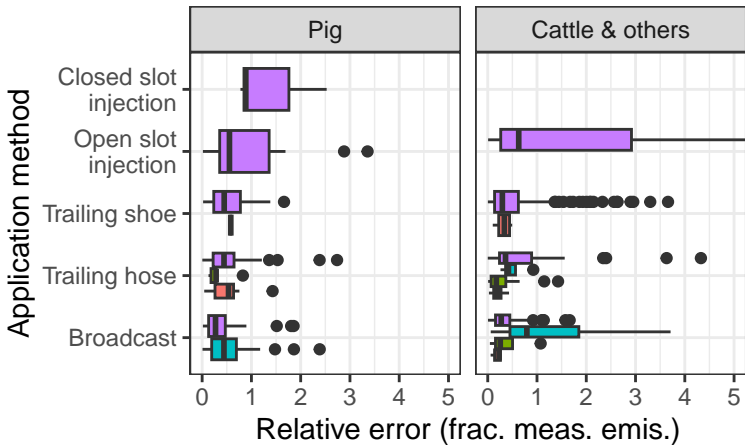 Pig
Cattle & others
Application method
Closed slot
injection
Open slot
injection
Trailing shoe
Trailing hose
Broadcast
0 1 2 3 4 5
0 1 2 3 4 5
Relative error (frac. meas. emis.)